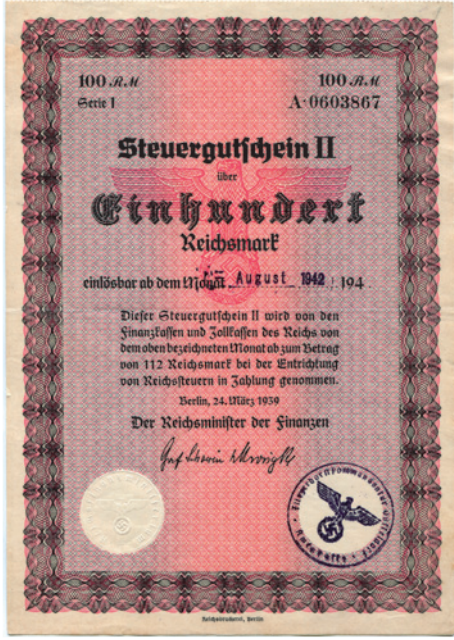 100 RM 100 RM
Serie I A·0603867
Steuergutschein II
über
Einhundert
Reichsmark
einlösbar ab dem Monat August 1942 194
Dieser Steuergutschein II wird von den
Finanzkassen und Zollkassen des Reichs von
dem oben bezeichneten Monat ab zum Betrag
von 112 Reichsmark bei der Entrichtung
von Reichssteuern in Zahlung genommen.
Berlin, 24. März 1939
Der Reichsminister der Finanzen
Reichsdruckerei, Berlin